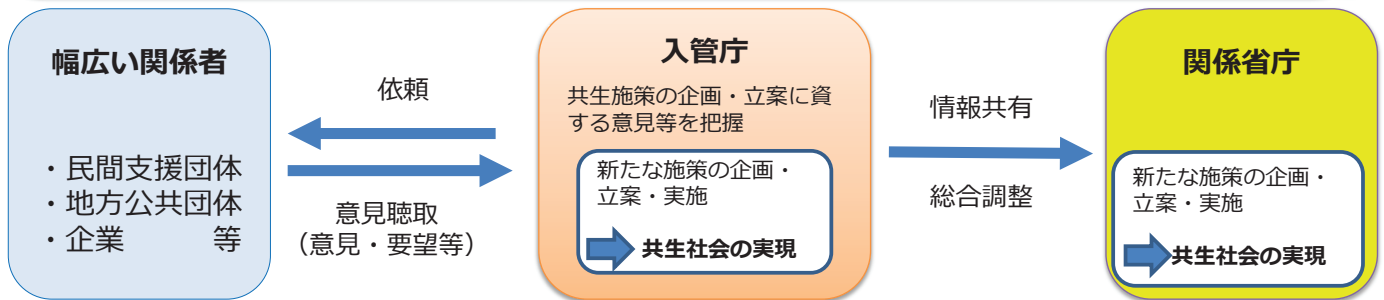 幅広い関係者
・民間支援団体
・地方公共団体
・企業　　　等
依頼
意見聴取
（意見・要望等）
入管庁
共生施策の企画・立案に資
する意見等を把握
新たな施策の企画・
立案・実施
共生社会の実現
情報共有
総合調整
関係省庁
新たな施策の企画・
立案・実施
共生社会の実現